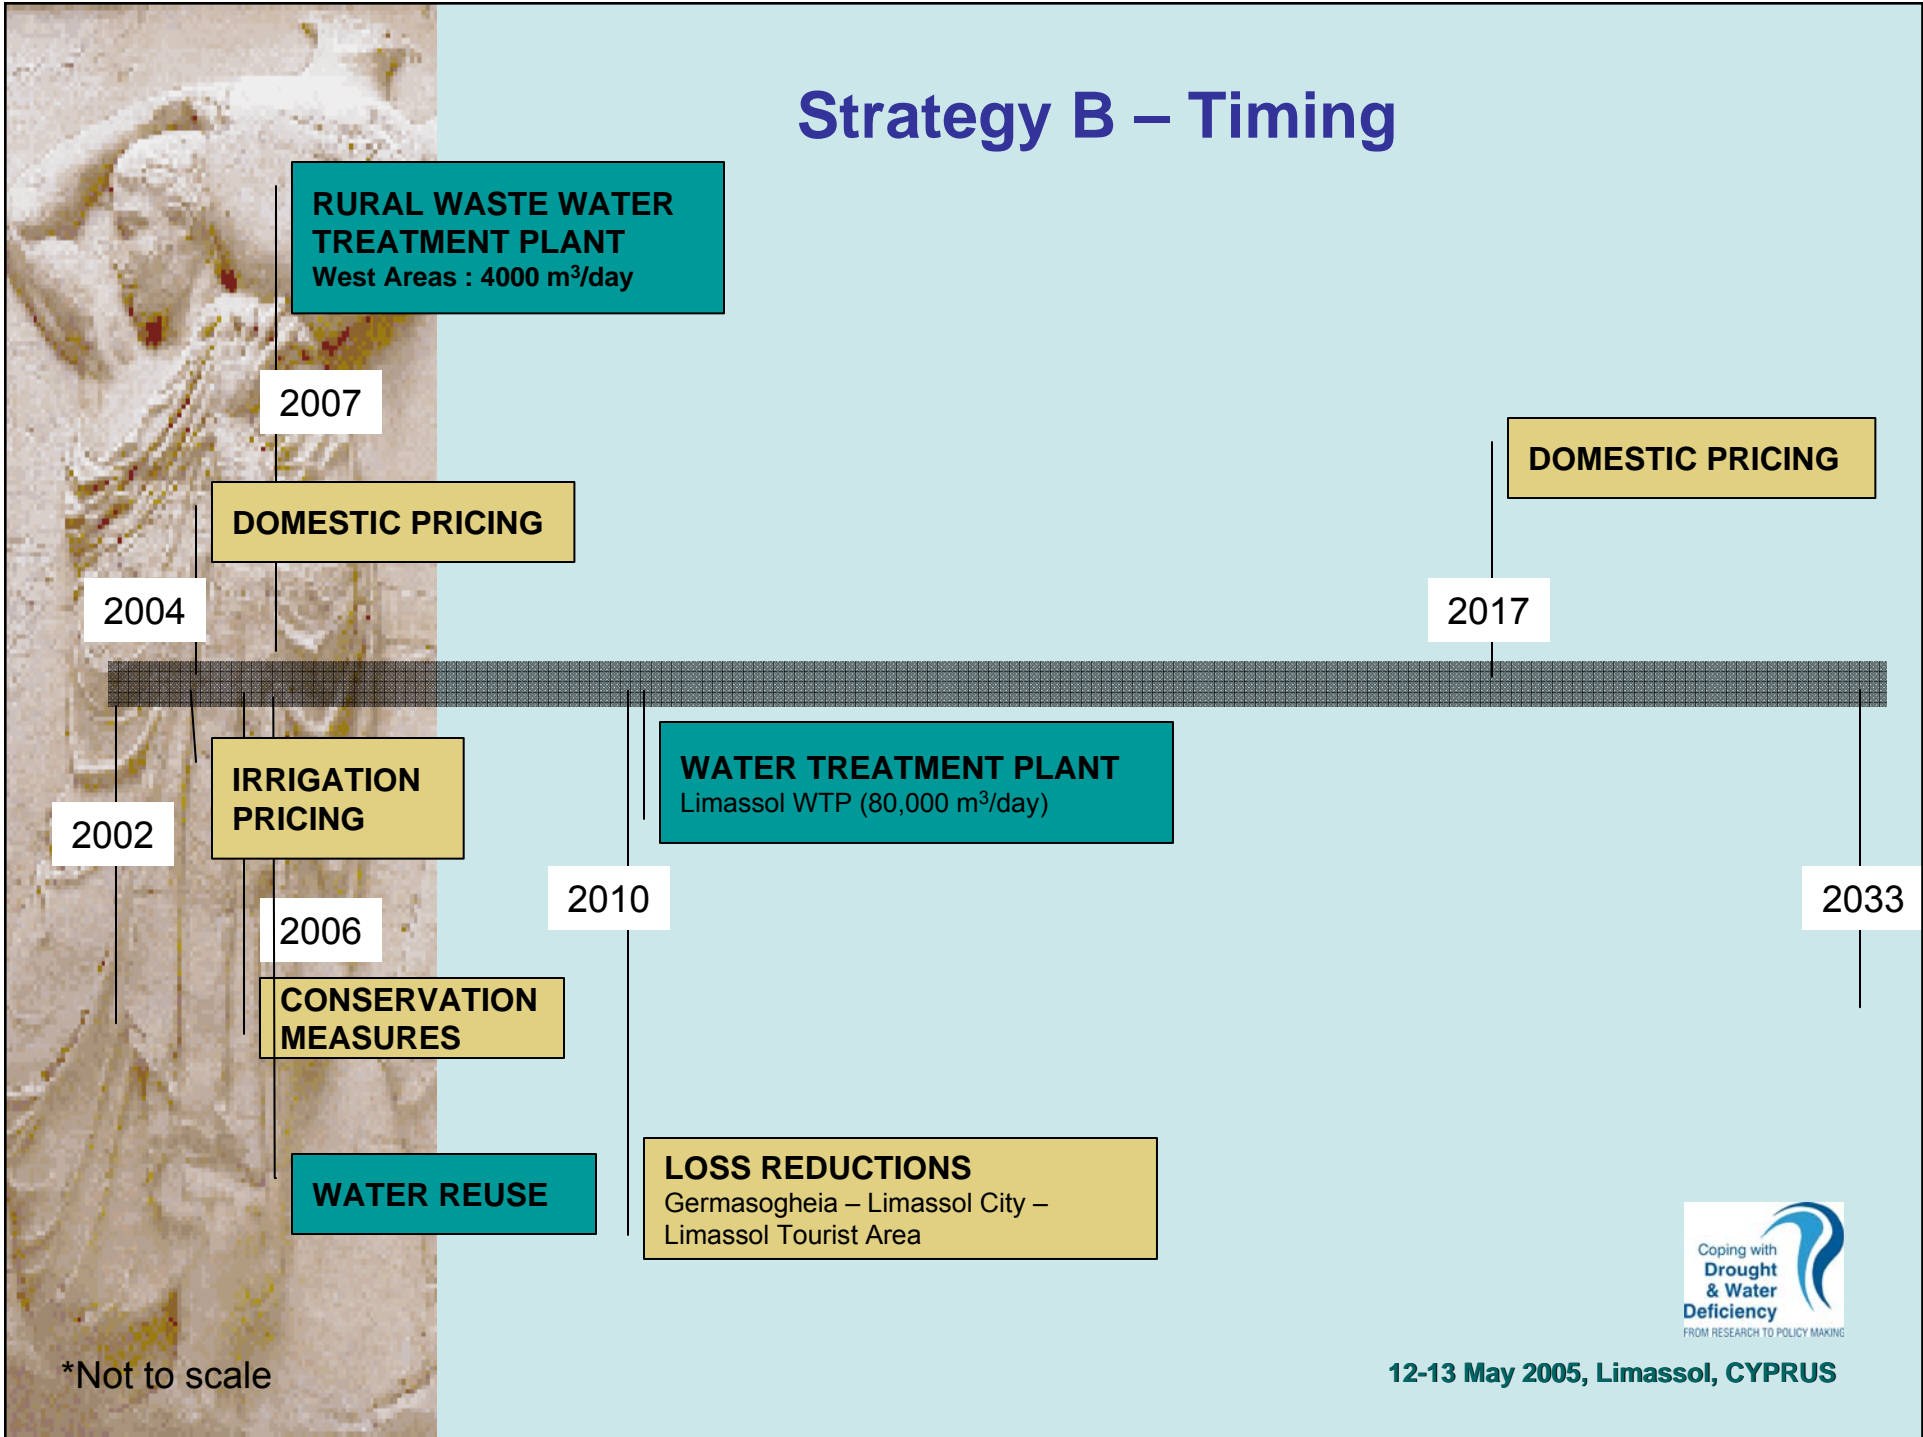 Strategy B – Timing
RURAL WASTE WATER
TREATMENT PLANT
West Areas : 4000 m³/day
2007
DOMESTIC PRICING
DOMESTIC PRICING
2004
2017
IRRIGATION
PRICING
WATER TREATMENT PLANT
Limassol WTP (80,000 m³/day)
2002
2010
2033
2006
CONSERVATION
MEASURES
WATER REUSE
LOSS REDUCTIONS
Germasogheia – Limassol City –
Limassol Tourist Area
Coping with
Drought
& Water
Deficiency
FROM RESEARCH TO POLICY MAKING
*Not to scale
12-13 May 2005, Limassol, CYPRUS